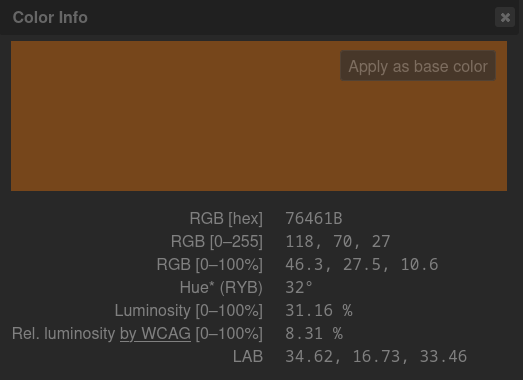 Color Info
Apply as base color
RGB [hex] 76461B
RGB [0–255] 118, 70, 27
RGB [0–100%] 46.3, 27.5, 10.6
Hue* (RYB) 32°
Luminosity [0–100%] 31.16 %
Rel. luminosity by WCAG [0–100%] 8.31 %
LAB 34.62, 16.73, 33.46